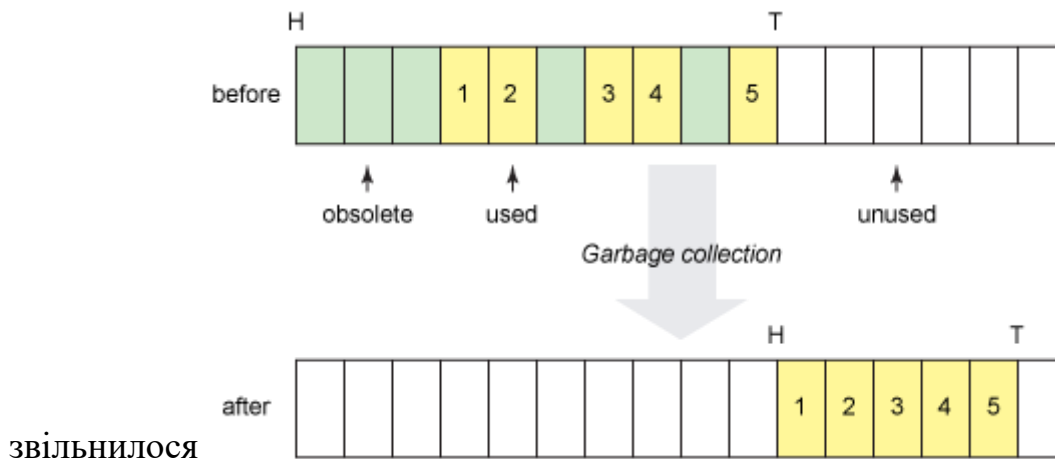 H T
before 1 2 3 4 5
obsolete used unused
Garbage collection
H T
after 1 2 3 4 5
звільнилося